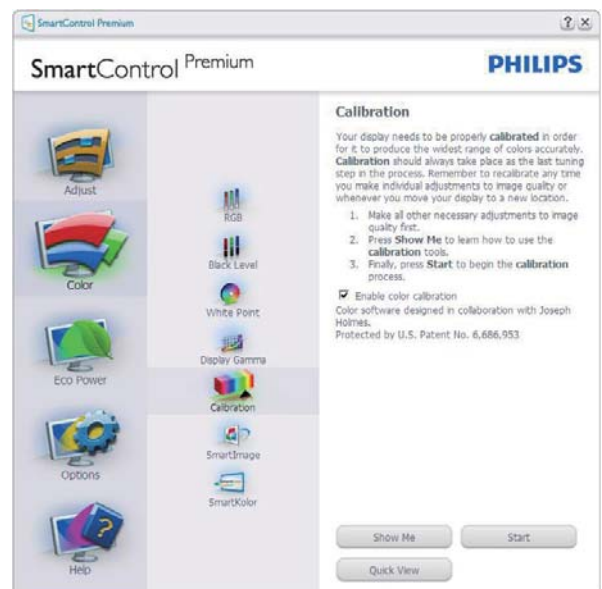 SmartControl Premium
SmartControl Premium
PHILIPS
Adjust
Color
Eco Power
Options
Help
RGB
Black Level
White Point
Display Gamma
Calibration
SmartImage
SmartKolor
Calibration
Your display needs to be properly calibrated in order
for it to produce the widest range of colors accurately.
Calibration should always take place as the last tuning
step in the process. Remember to recalibrate any time
you make individual adjustments to image quality or
whenever you move your display to a new location.
1. Make all other necessary adjustments to image
quality first.
2. Press Show Me to learn how to use the
calibration tools.
3. Finally, press Start to begin the calibration
process.
Enable color calibration
Color software designed in collaboration with Joseph
Holmes.
Protected by U.S. Patent No. 6,686,953
Show Me
Start
Quick View